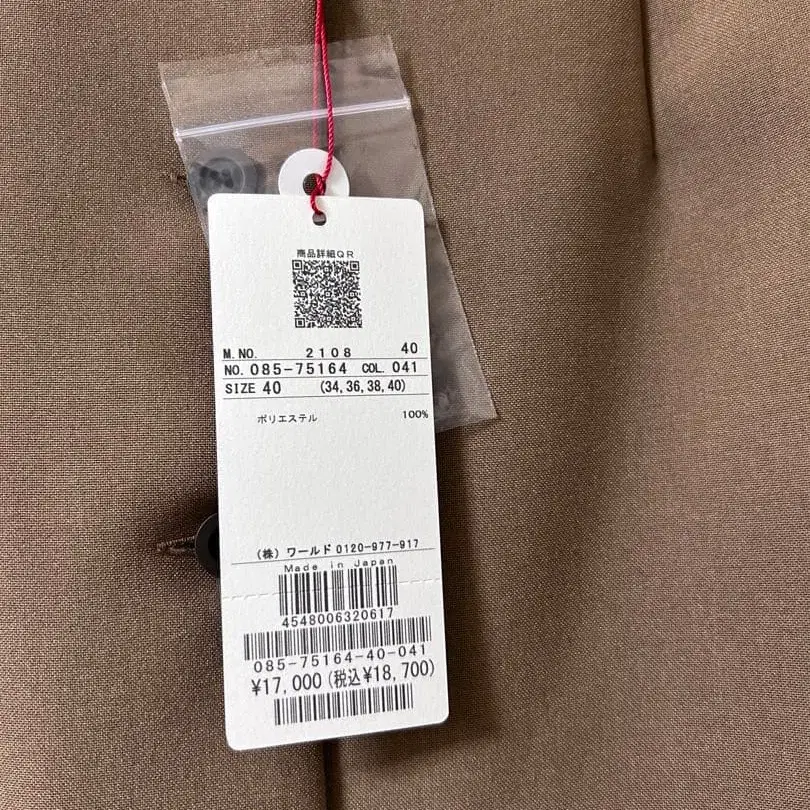 商品詳細QR
M.NO. 2108 40
NO. 085-75164 COL. 041
SIZE 40 (34,36,38,40)
ポリエステル 100%
(株) ワールド 0120-977-917
Made in Japan
4548006320617
085-75164-40-041
¥17,000 (税込¥18,700)